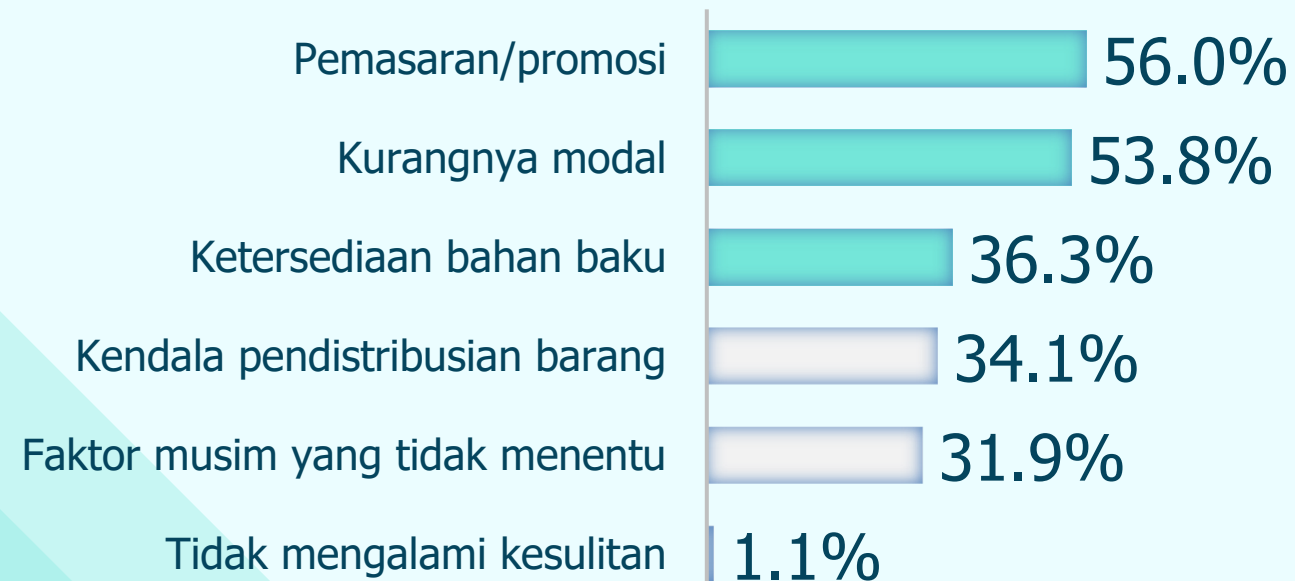 Pemasaran/promosi 56.0%
Kurangnya modal 53.8%
Ketersediaan bahan baku 36.3%
Kendala pendistribusian barang 34.1%
Faktor musim yang tidak menentu 31.9%
Tidak mengalami kesulitan 1.1%